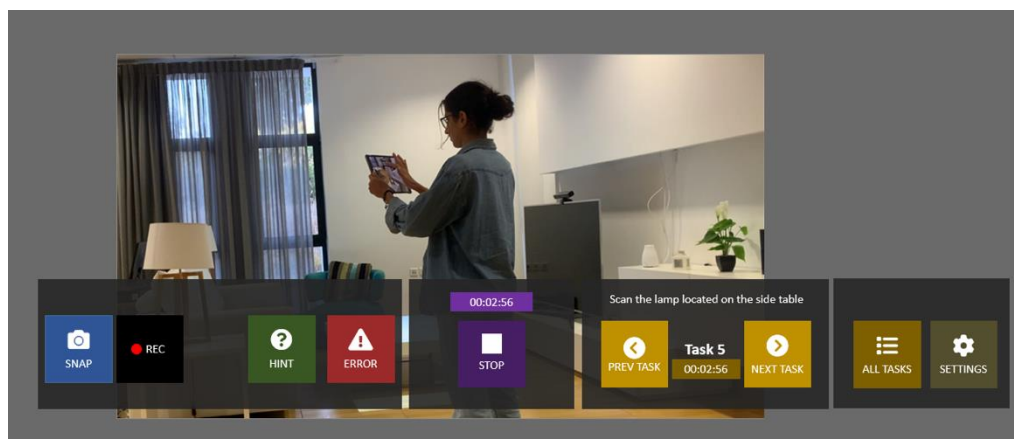 00:02:56
Scan the lamp located on the side table
SNAP
REC
HINT
ERROR
STOP
PREV TASK
Task 5
00:02:56
NEXT TASK
ALL TASKS
SETTINGS